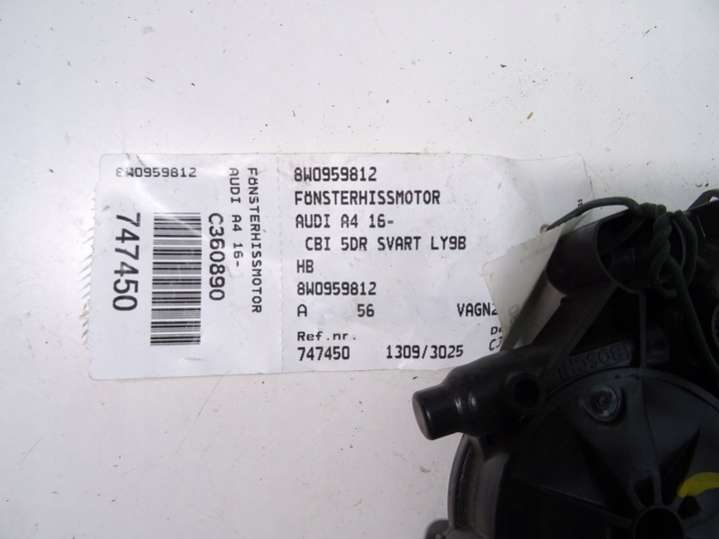 8W0959812
FÖNSTERHISSMOTOR
AUDI A4 16-
C360890
747450
8W0959812
FÖNSTERHISSMOTOR
AUDI A4 16-
CBI 5DR SVART LY9B
HB
8W0959812
A 56
Ref.nr.
747450 1309/3025
BOSCH